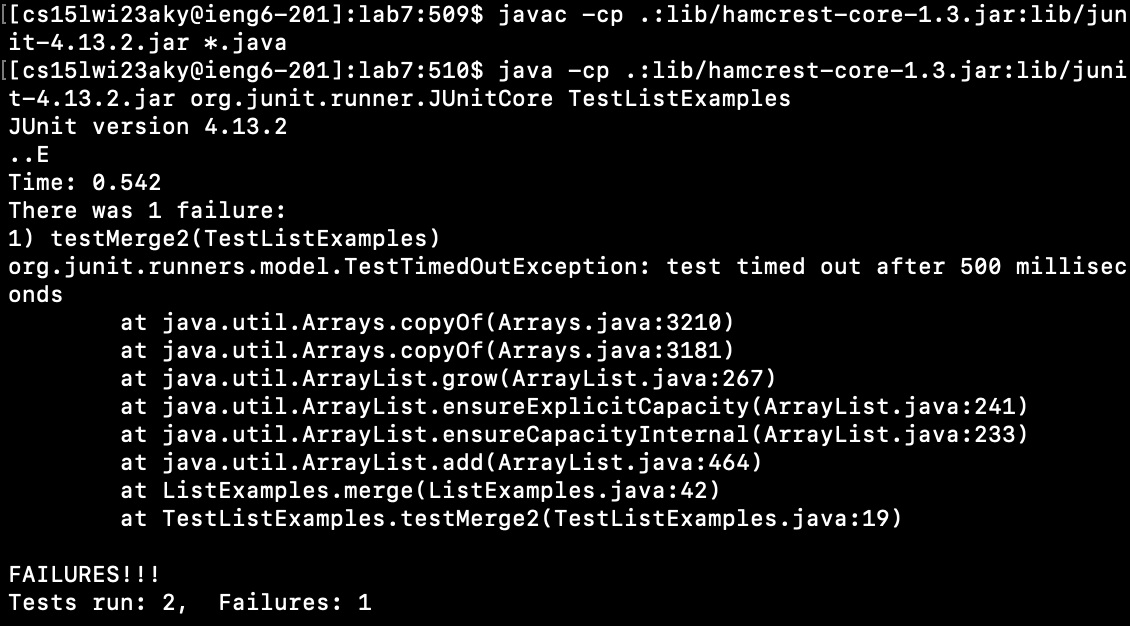 [[cs15lwi23aky@ieng6-201]:lab7:509$ javac -cp .:lib/hamcrest-core-1.3.jar:lib/jun
it-4.13.2.jar *.java
[[cs15lwi23aky@ieng6-201]:lab7:510$ java -cp .:lib/hamcrest-core-1.3.jar:lib/juni
t-4.13.2.jar org.junit.runner.JUnitCore TestListExamples
JUnit version 4.13.2
..E
Time: 0.542
There was 1 failure:
1) testMerge2(TestListExamples)
org.junit.runners.model.TestTimedOutException: test timed out after 500 millisec
onds
        at java.util.Arrays.copyOf(Arrays.java:3210)
        at java.util.Arrays.copyOf(Arrays.java:3181)
        at java.util.ArrayList.grow(ArrayList.java:267)
        at java.util.ArrayList.ensureExplicitCapacity(ArrayList.java:241)
        at java.util.ArrayList.ensureCapacityInternal(ArrayList.java:233)
        at java.util.ArrayList.add(ArrayList.java:464)
        at ListExamples.merge(ListExamples.java:42)
        at TestListExamples.testMerge2(TestListExamples.java:19)

FAILURES!!!
Tests run: 2,  Failures: 1